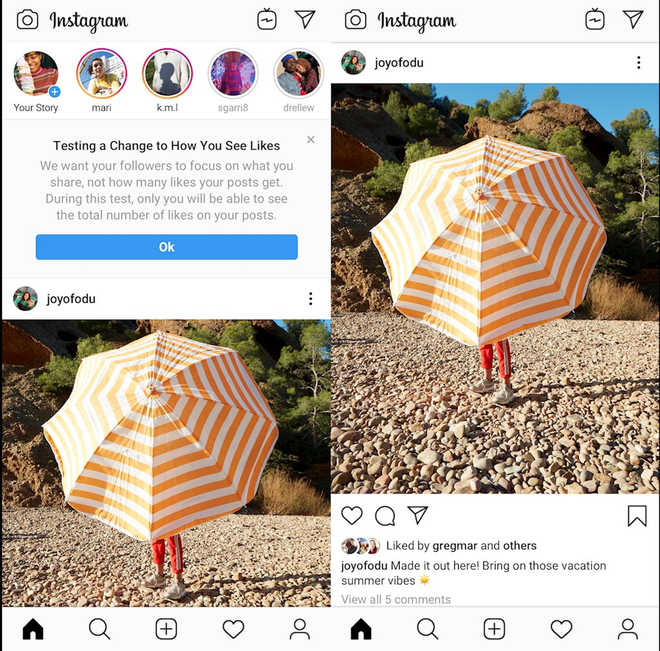 Instagram
Your Story
mari
k.m.l
sgarri8
drellew
Testing a Change to How You See Likes
We want your followers to focus on what you
share, not how many likes your posts get.
During this test, only you will be able to see
the total number of likes on your posts.
Ok
joyofodu
Instagram
joyofodu
Liked by gregmar and others
joyofodu Made it out here! Bring on those vacation
summer vibes ☀️
View all 5 comments